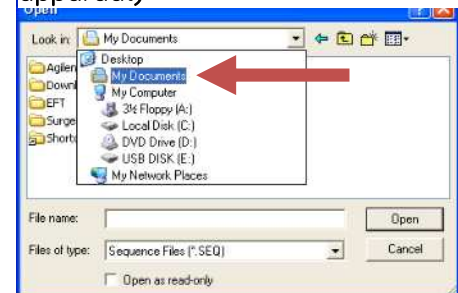 Open
Look in: My Documents
Desktop
My Documents
My Computer
3½ Floppy (A:)
Local Disk (C:)
DVD Drive (D:)
USB DISK (E:)
My Network Places
Agilen
Downl
EFT
Surge
Shortc
File name:
Open
Files of type: Sequence Files (*.SEQ)
Cancel
Open as read-only